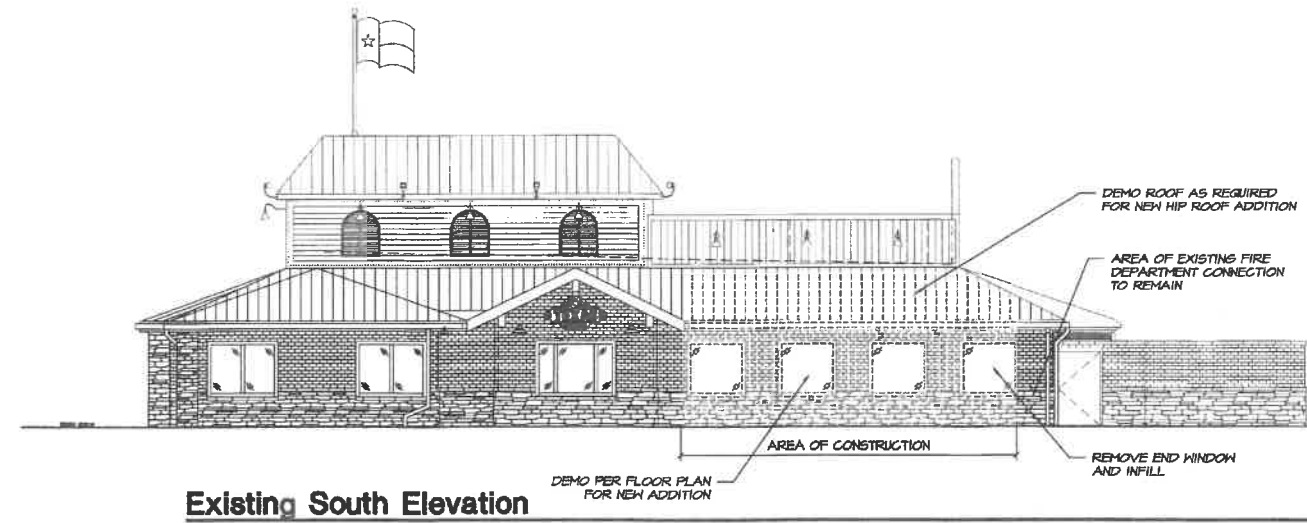 DEMO ROOF AS REQUIRED
FOR NEW HIP ROOF ADDITION
AREA OF EXISTING FIRE
DEPARTMENT CONNECTION
TO REMAIN
AREA OF CONSTRUCTION
REMOVE END WINDOW
AND INFILL
DEMO PER FLOOR PLAN
FOR NEW ADDITION
Existing South Elevation